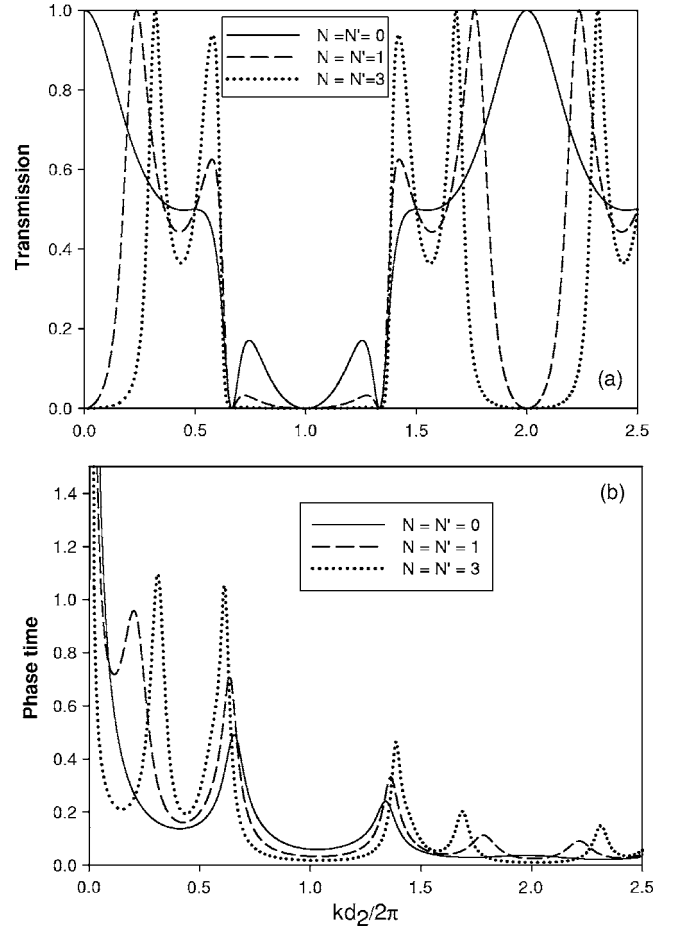 1.0
0.8
0.6
0.4
0.2
0.0
Transmission
N =N'= 0
N = N'=1
N = N'=3
(a)
0.0 0.5 1.0 1.5 2.0 2.5
1.4
1.2
1.0
0.8
0.6
0.4
0.2
0.0
Phase time
(b)
N = N' = 0
N = N' = 1
N = N' = 3
0.0 0.5 1.0 1.5 2.0 2.5
kd₂/2π